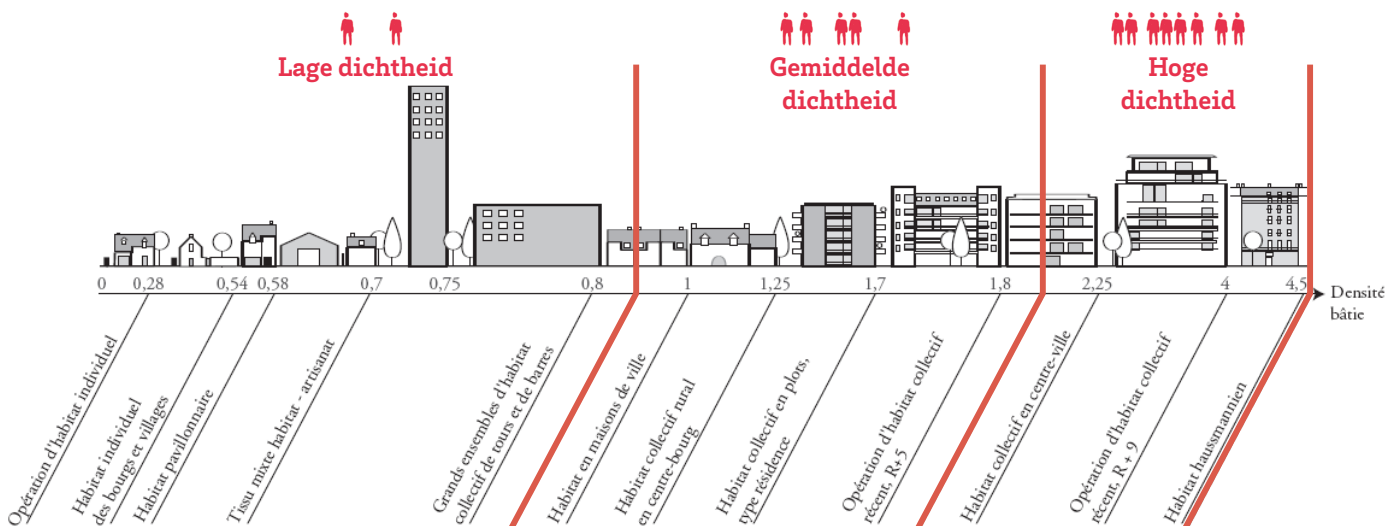 Lage dichtheid
Gemiddelde
dichtheid
Hoge
dichtheid
0
0,28
0,54
0,58
0,7
0,75
0,8
1
1,25
1,7
1,8
2,25
4
4,5
Densité
bâtie
Opération d'habitat individuel
Habitat individuel
des bourgs et villages
Habitat pavillonnaire
Tissu mixte habitat - artisanat
Grands ensembles d'habitat
collectif de tours et de barres
Habitat en maisons de ville
Habitat collectif rural
en centre-bourg
Habitat collectif en plots,
type résidence
Opération d'habitat collectif
récent, R+5
Habitat collectif en centre-ville
Opération d'habitat collectif
récent, R + 9
Habitat haussmannien